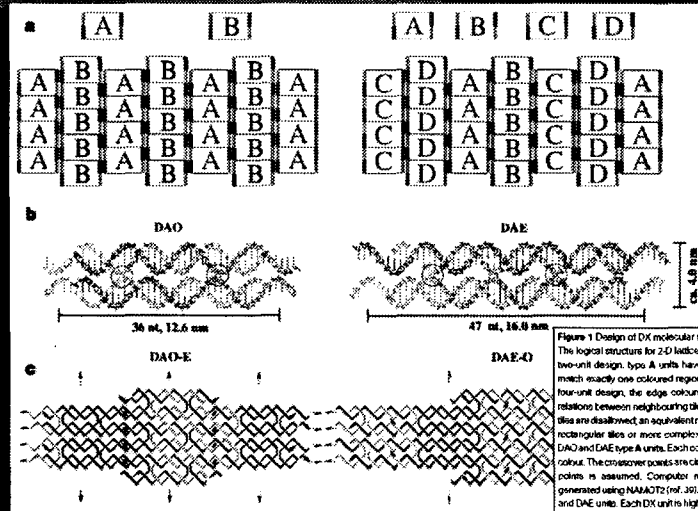 a
A B A B C D
B B B D B D
A A A A C A C A
B B B D B D
A A A A C A C A
B B B D B D
A A A A C A C A
B B B D B D
A A A A C A C A
B B B D B D
b
DAO DAE
36 nt, 12.6 nm 47 nt, 16.0 nm ca. 4.0 nm
c
DAO-E DAE-O
Figure 1 Design of DX molecular
The logical structure for 2-D lattice
two-unit design, type A units have
match exactly one coloured region
four-unit design, the edge colour
relations between neighbouring
tiles are disallowed; an equivalent
rectangular tiles or more complex
DAO and DAE type A units. Each
colour. The crossover points are
points is assumed. Computer
generated using NAMOT2 (ref. 39).
and DAE units. Each DX unit is